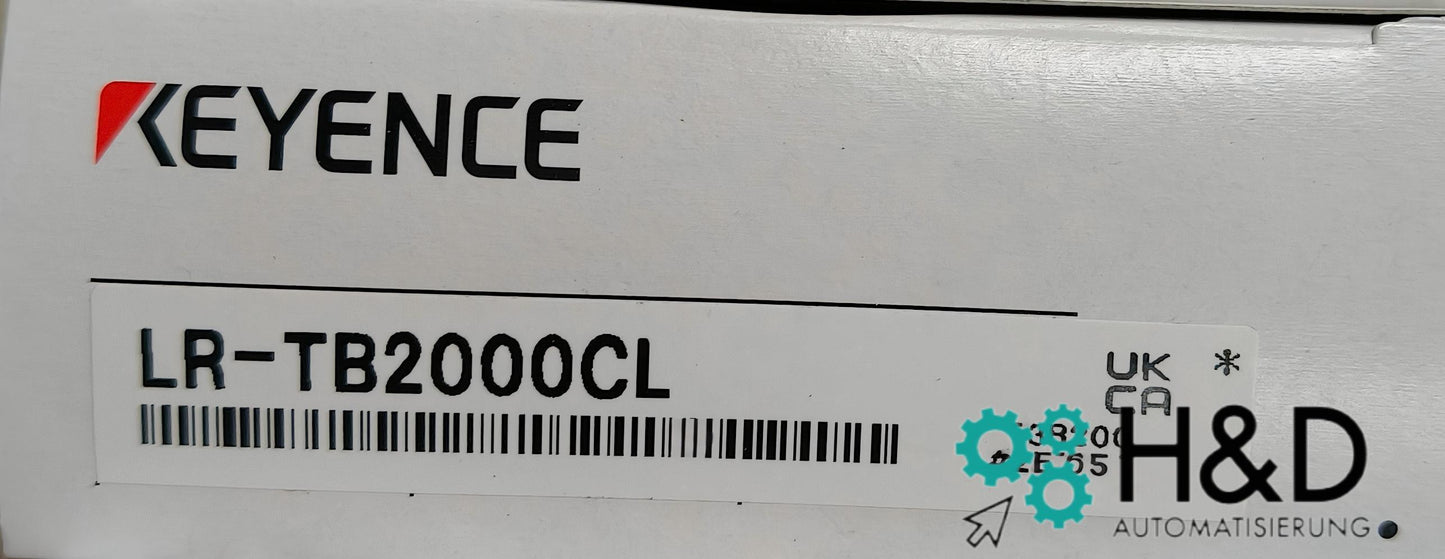 KEYENCE
LR-TB2000CL
UK
CA
*
H&D
AUTOMATISIERUNG